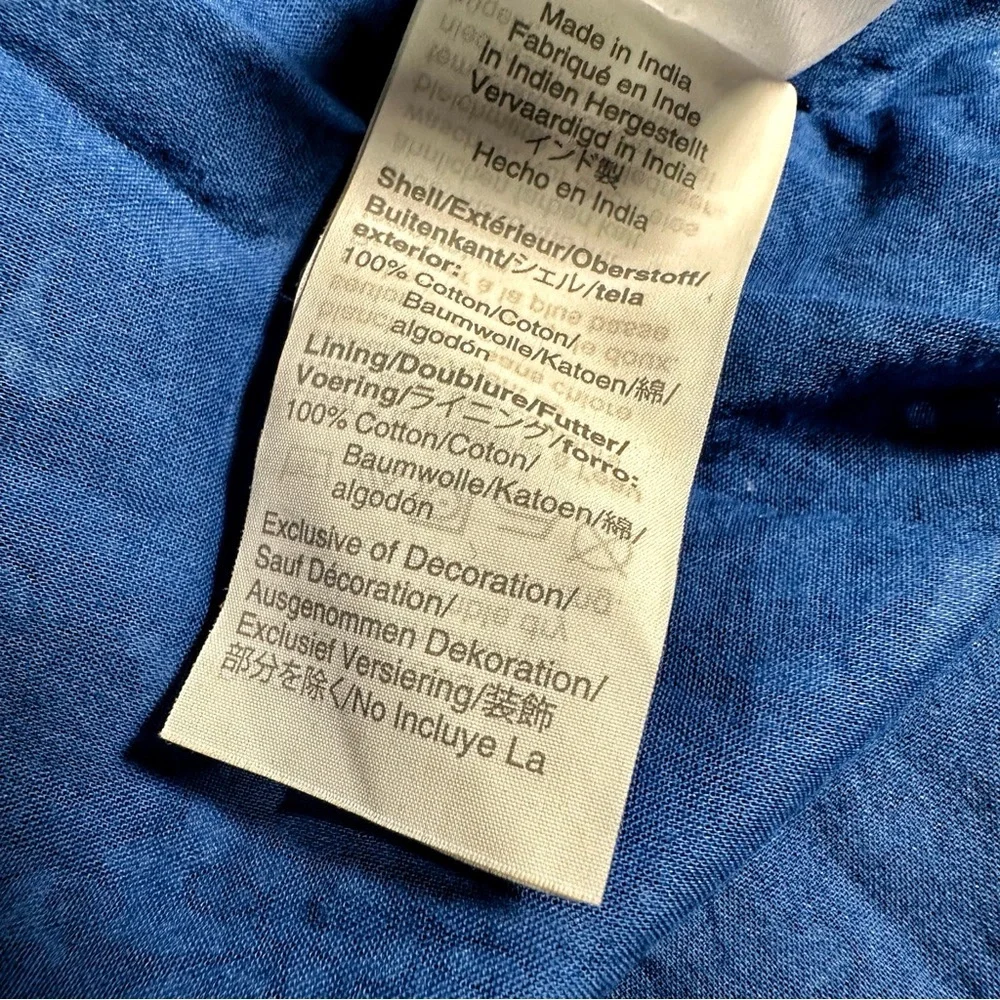 Made in India
Fabriqué en Inde
In Indien Hergestellt
Vervaardigd in India
インド製
Hecho en India
Shell/Extérieur/Oberstoff/
Buitenkant/シェル/tela
exterior:
100% Cotton/Coton/
Baumwolle/Katoen/綿/
algodón
Lining/Doublure/Futter/
Voering/ライニング/forro:
100% Cotton/Coton/
Baumwolle/Katoen/綿/
algodón
Exclusive of Decoration/
Sauf Décoration/
Ausgenommen Dekoration/
Exclusief Versiering/装飾
部分を除く/No Incluye La